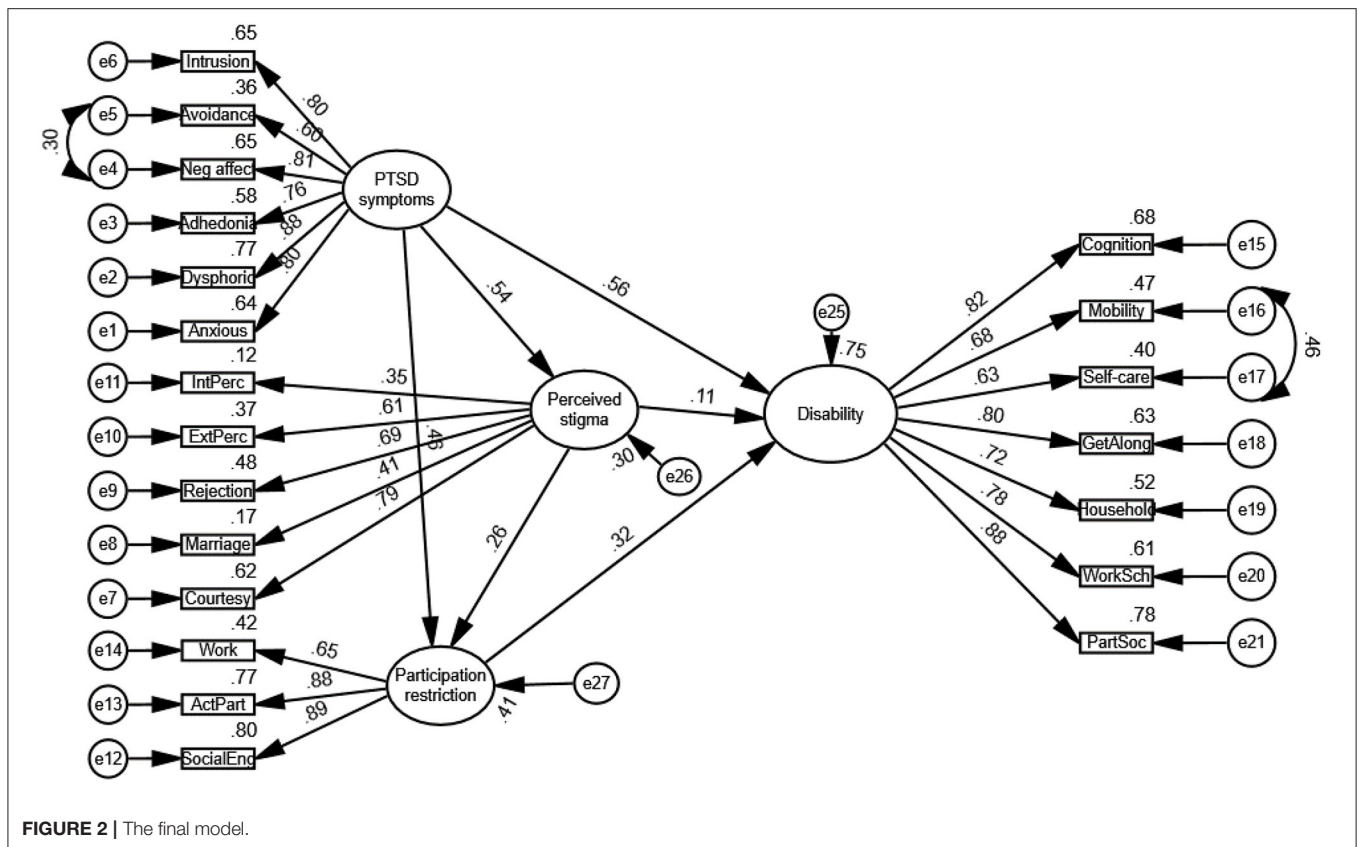 .65
e6
Intrusion
.80
.36
e5
Avoidance
.60
.30
.65
e4
Neg affect
.81
.58
e3
Adhedonia
.76
.77
e2
Dysphoric
.88
.64
e1
Anxious
.80
PTSD
symptoms
.54
.56
.46
.12
e11
IntPerc
.35
.37
e10
ExtPerc
.61
.48
e9
Rejection
.69
.17
e8
Marriage
.41
.62
e7
Courtesy
.79
Perceived
stigma
.30
e26
.11
.26
.32
.42
e14
Work
.65
.77
e13
ActPart
.88
.80
e12
SocialEng
.89
Participation
restriction
.41
e27
e25
.75
Disability
.68
Cognition
e15
.82
.47
Mobility
e16
.68
.46
.40
Self-care
e17
.63
.63
GetAlong
e18
.80
.52
Household
e19
.72
.61
WorkSch
e20
.78
.78
PartSoc
e21
.88
FIGURE 2 | The final model.